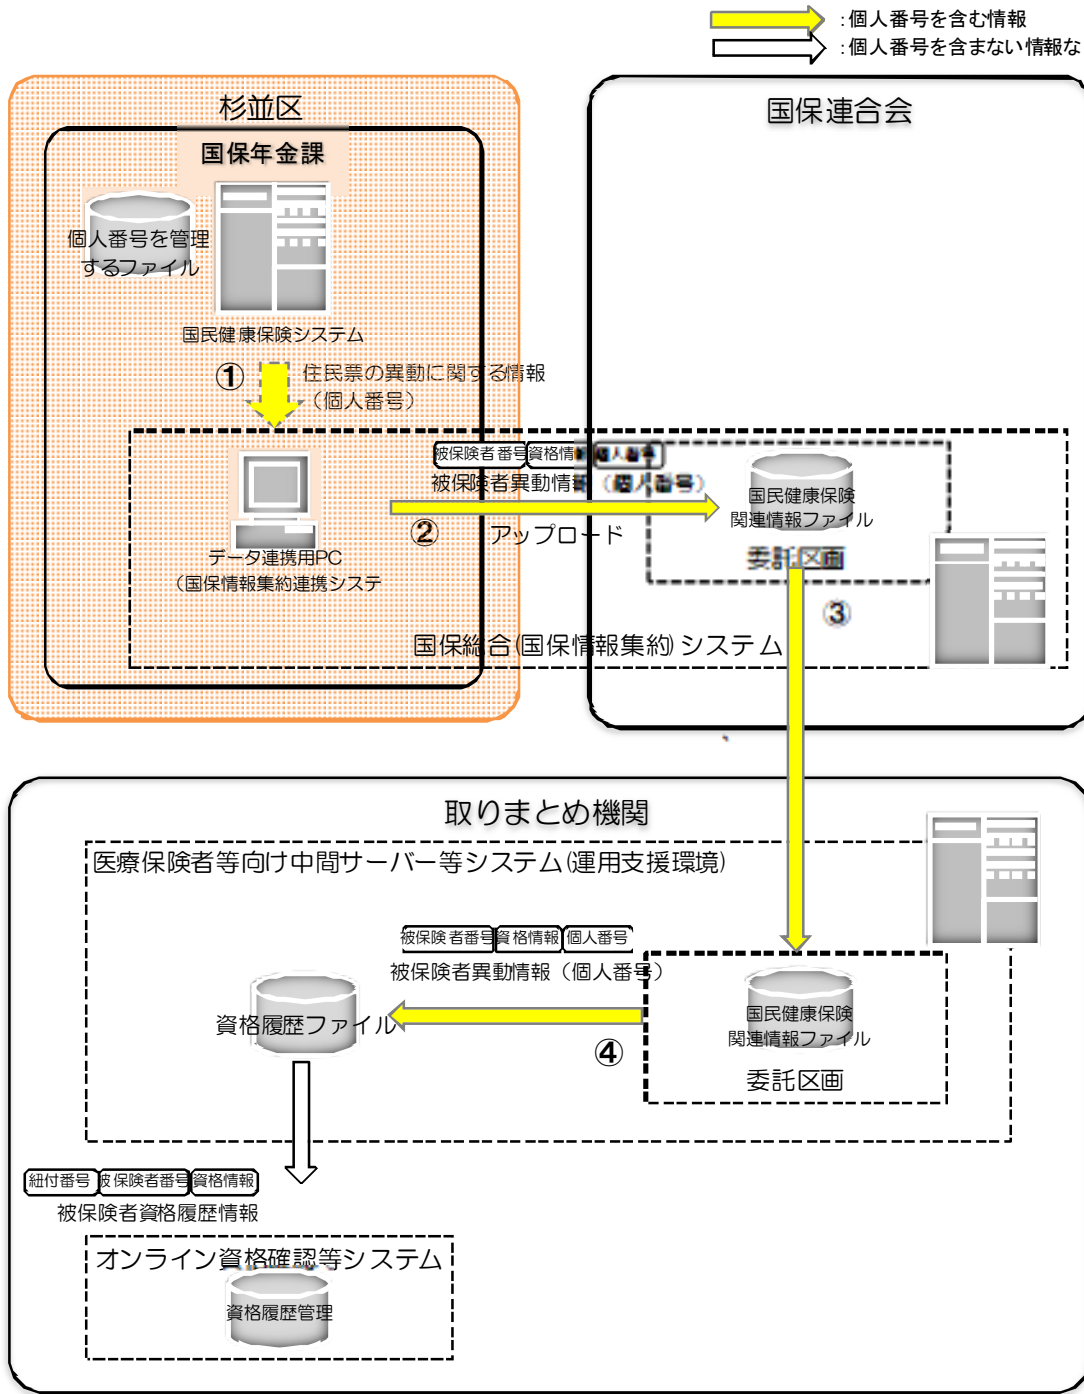 ：個人番号を含む情報
：個人番号を含まない情報な
杉並区
国保年金課
個人番号を管理
するファイル
国民健康保険システム
①
住民票の異動に関する情報
（個人番号）
国保連合会
被保険者番号 資格情報 個人番号
被保険者異動情報（個人番号）
②
アップロード
データ連携用PC
（国保情報集約連携システ
国民健康保険
関連情報ファイル
委託区画
③
国保総合(国保情報集約)システム
取りまとめ機関
医療保険者等向け中間サーバー等システム(運用支援環境)
被保険者番号 資格情報 個人番号
被保険者異動情報（個人番号）
資格履歴ファイル
④
国民健康保険
関連情報ファイル
委託区画
紐付番号 被保険者番号 資格情報
被保険者資格履歴情報
オンライン資格確認等システム
資格履歴管理